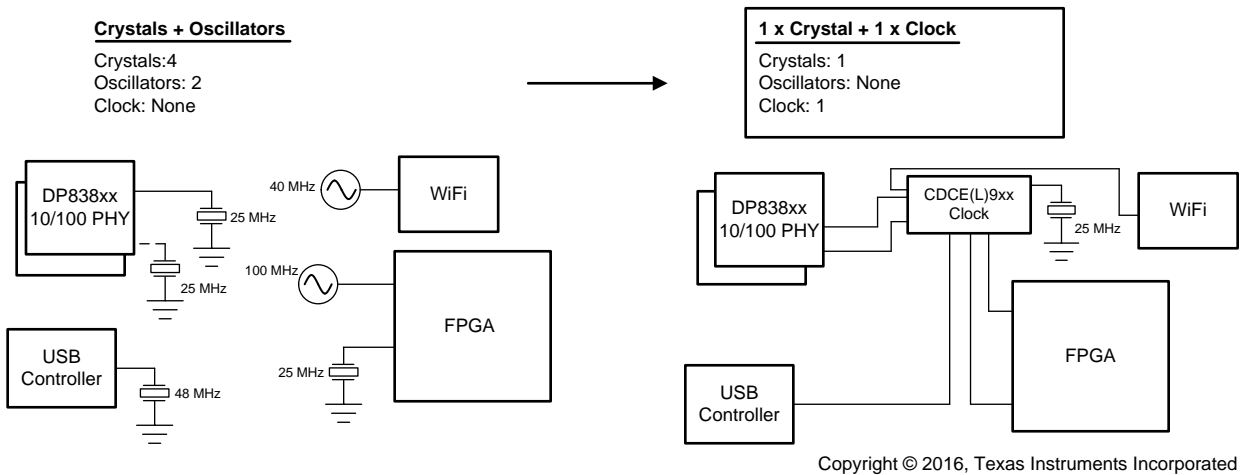 Crystals + Oscillators
Crystals:4
Oscillators: 2
Clock: None
1 x Crystal + 1 x Clock
Crystals: 1
Oscillators: None
Clock: 1
DP838xx
10/100 PHY
25 MHz
25 MHz
40 MHz
WiFi
100 MHz
FPGA
25 MHz
USB
Controller
48 MHz
DP838xx
10/100 PHY
CDCE(L)9xx
Clock
25 MHz
WiFi
FPGA
USB
Controller
Copyright © 2016, Texas Instruments Incorporated